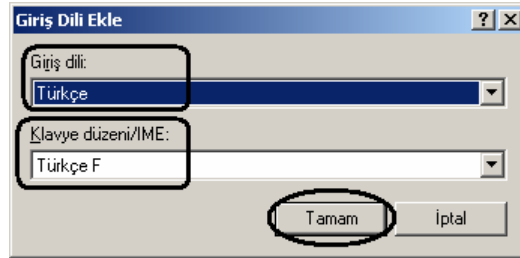 Giriş Dili Ekle
Giriş dili:
Türkçe
Klavye düzeni/IME:
Türkçe F
Tamam İptal